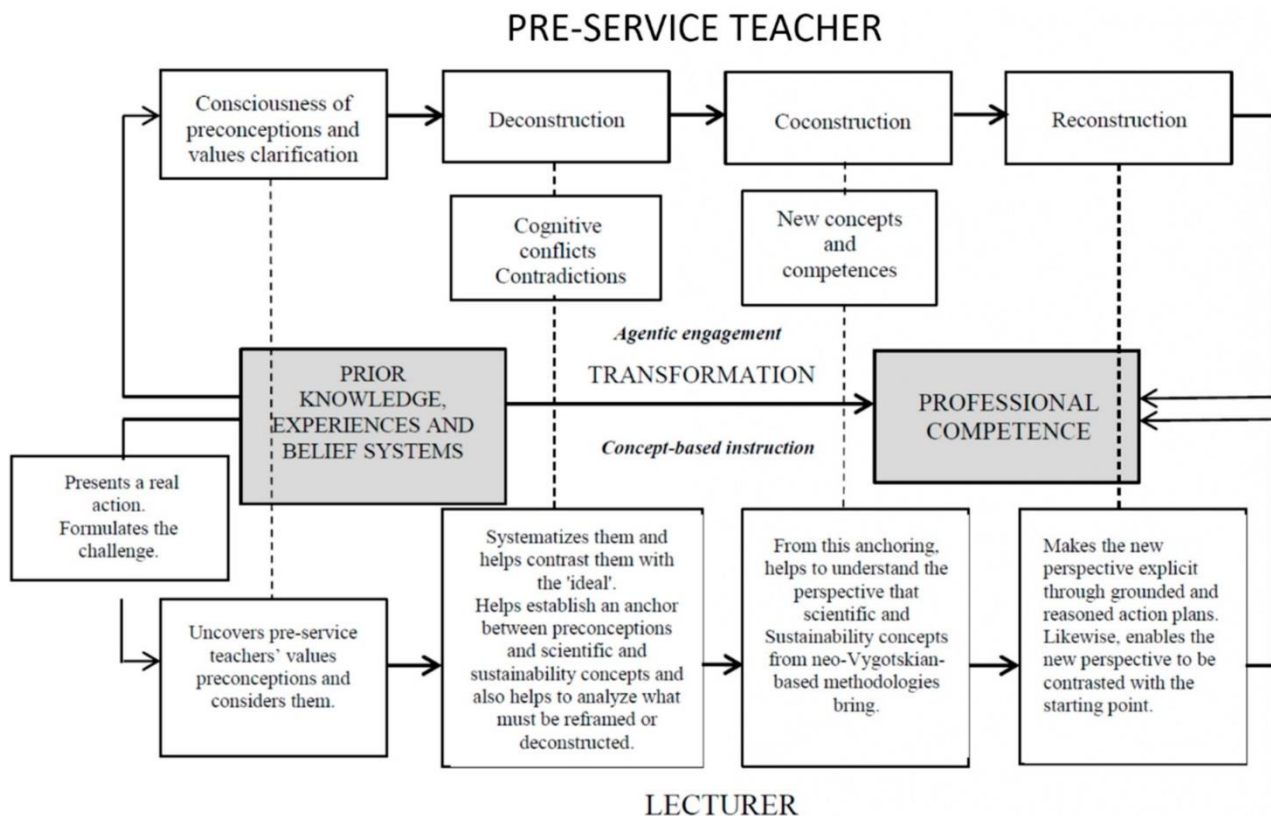 PRE-SERVICE TEACHER
Consciousness of
preconceptions and
values clarification
Deconstruction
Coconstruction
Reconstruction
Cognitive
conflicts
Contradictions
New concepts
and
competences
Agentic engagement
TRANSFORMATION
Concept-based instruction
PRIOR
KNOWLEDGE,
EXPERIENCES AND
BELIEF SYSTEMS
PROFESSIONAL
COMPETENCE
Presents a real
action.
Formulates the
challenge.
Uncovers pre-service
teachers’ values
preconceptions and
considers them.
Systematizes them and
helps contrast them with
the 'ideal'.
Helps establish an anchor
between preconceptions
and scientific and
sustainability concepts and
also helps to analyze what
must be reframed or
deconstructed.
From this anchoring,
helps to understand the
perspective that
scientific and
Sustainability concepts
from neo-Vygotskian-
based methodologies
bring.
Makes the new
perspective explicit
through grounded and
reasoned action plans.
Likewise, enables the
new perspective to be
contrasted with the
starting point.
LECTURER